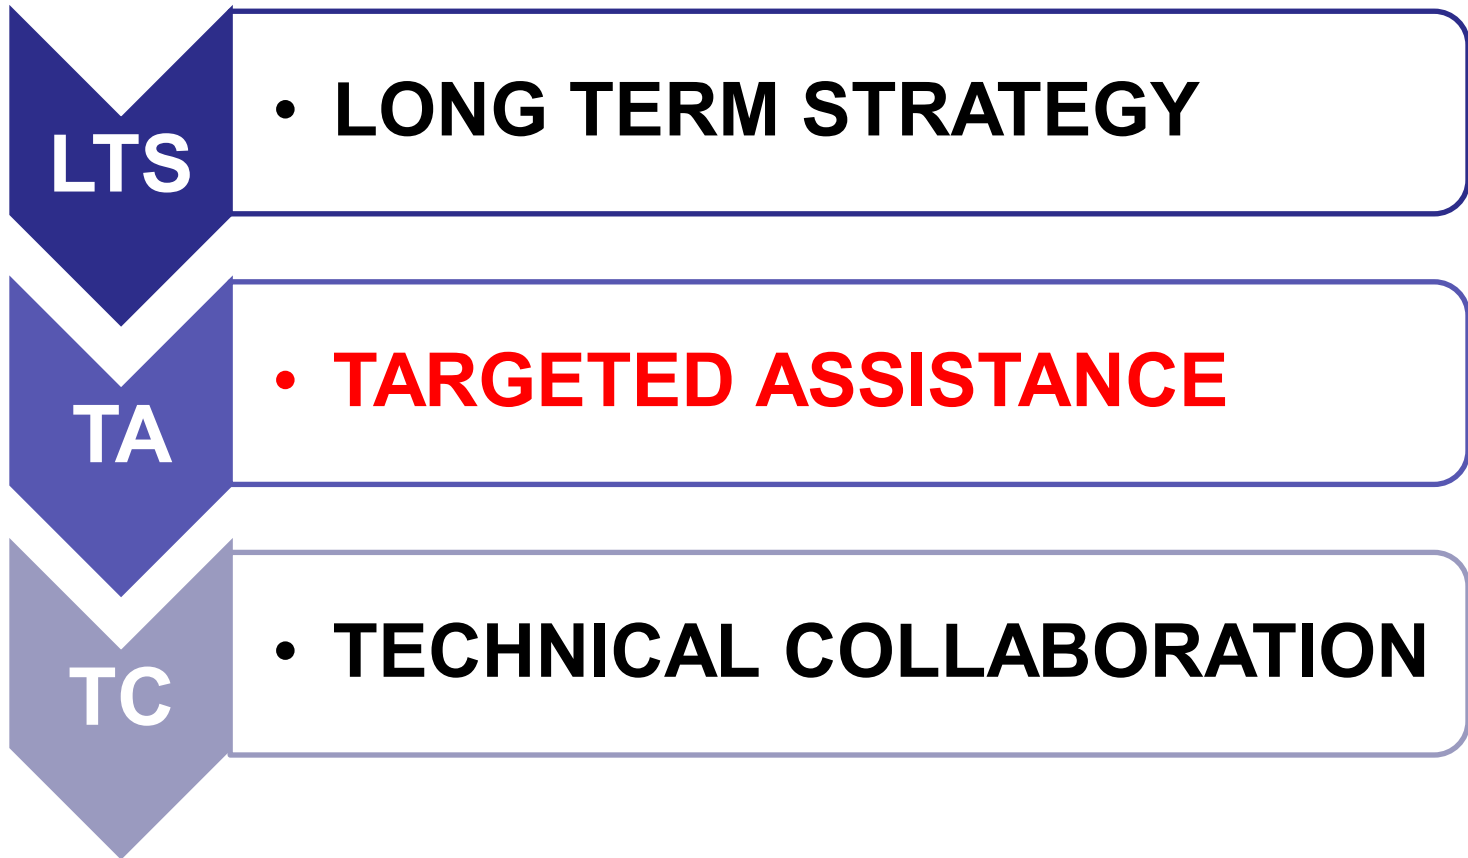 LTS
• LONG TERM STRATEGY
TA
• TARGETED ASSISTANCE
TC
• TECHNICAL COLLABORATION